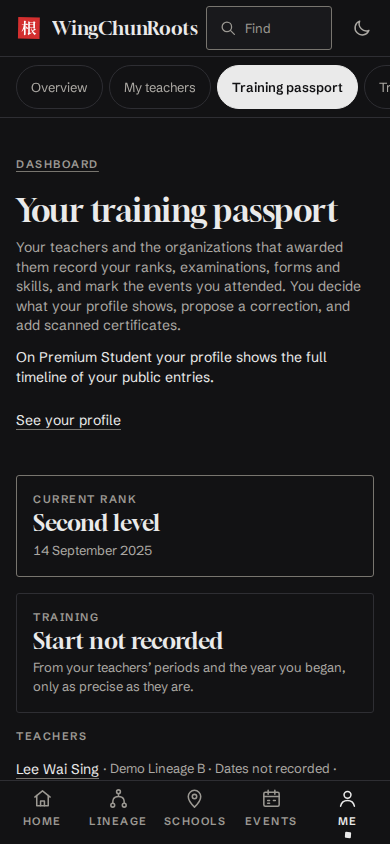 根 WingChunRoots Find
Overview My teachers Training passport Tr
DASHBOARD
Your training passport
Your teachers and the organizations that awarded
them record your ranks, examinations, forms and
skills, and mark the events you attended. You decide
what your profile shows, propose a correction, and
add scanned certificates.
On Premium Student your profile shows the full
timeline of your public entries.
See your profile
CURRENT RANK
Second level
14 September 2025
TRAINING
Start not recorded
From your teachers’ periods and the year you began,
only as precise as they are.
TEACHERS
Lee Wai Sing · Demo Lineage B · Dates not recorded ·
HOME LINEAGE SCHOOLS EVENTS ME